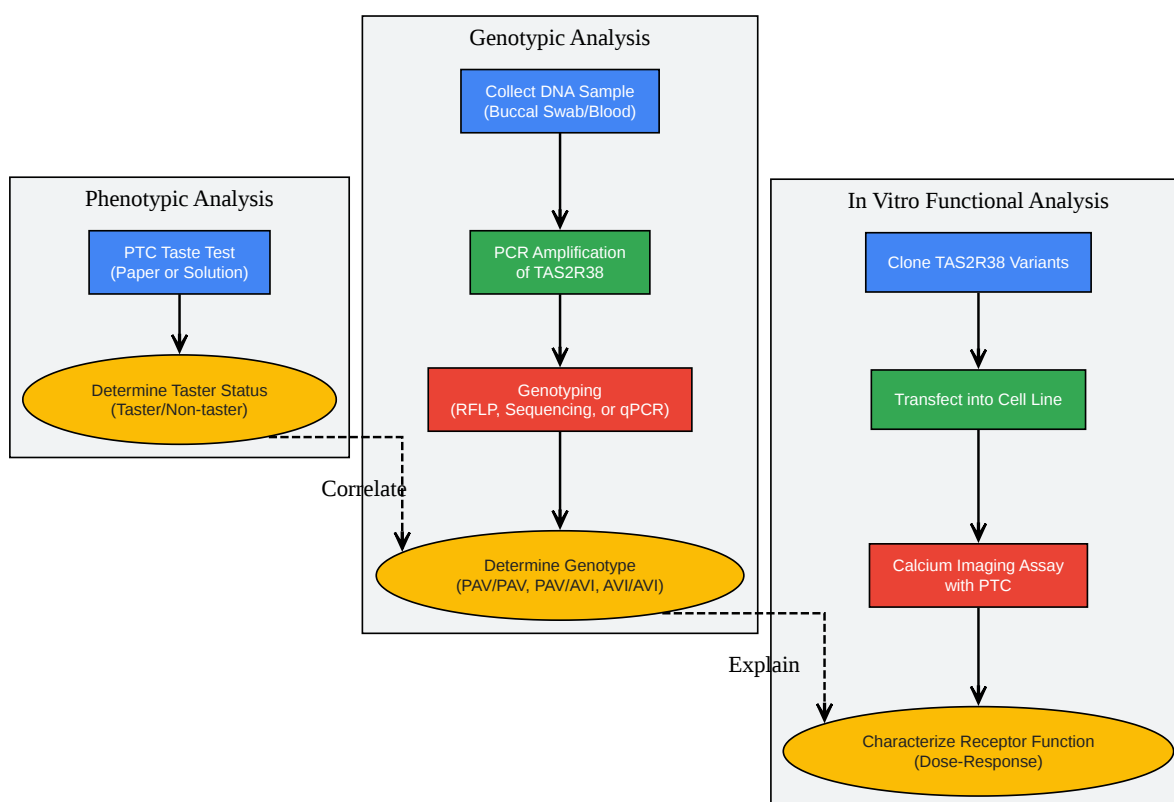 Phenotypic Analysis
PTC Taste Test
(Paper or Solution)
Determine Taster Status
(Taster/Non-taster)
Correlate
Genotypic Analysis
Collect DNA Sample
(Buccal Swab/Blood)
PCR Amplification
of TAS2R38
Genotyping
(RFLP, Sequencing, or qPCR)
Determine Genotype
(PAV/PAV, PAV/AVI, AVI/AVI)
Explain
In Vitro Functional Analysis
Clone TAS2R38 Variants
Transfect into Cell Line
Calcium Imaging Assay
with PTC
Characterize Receptor Function
(Dose-Response)